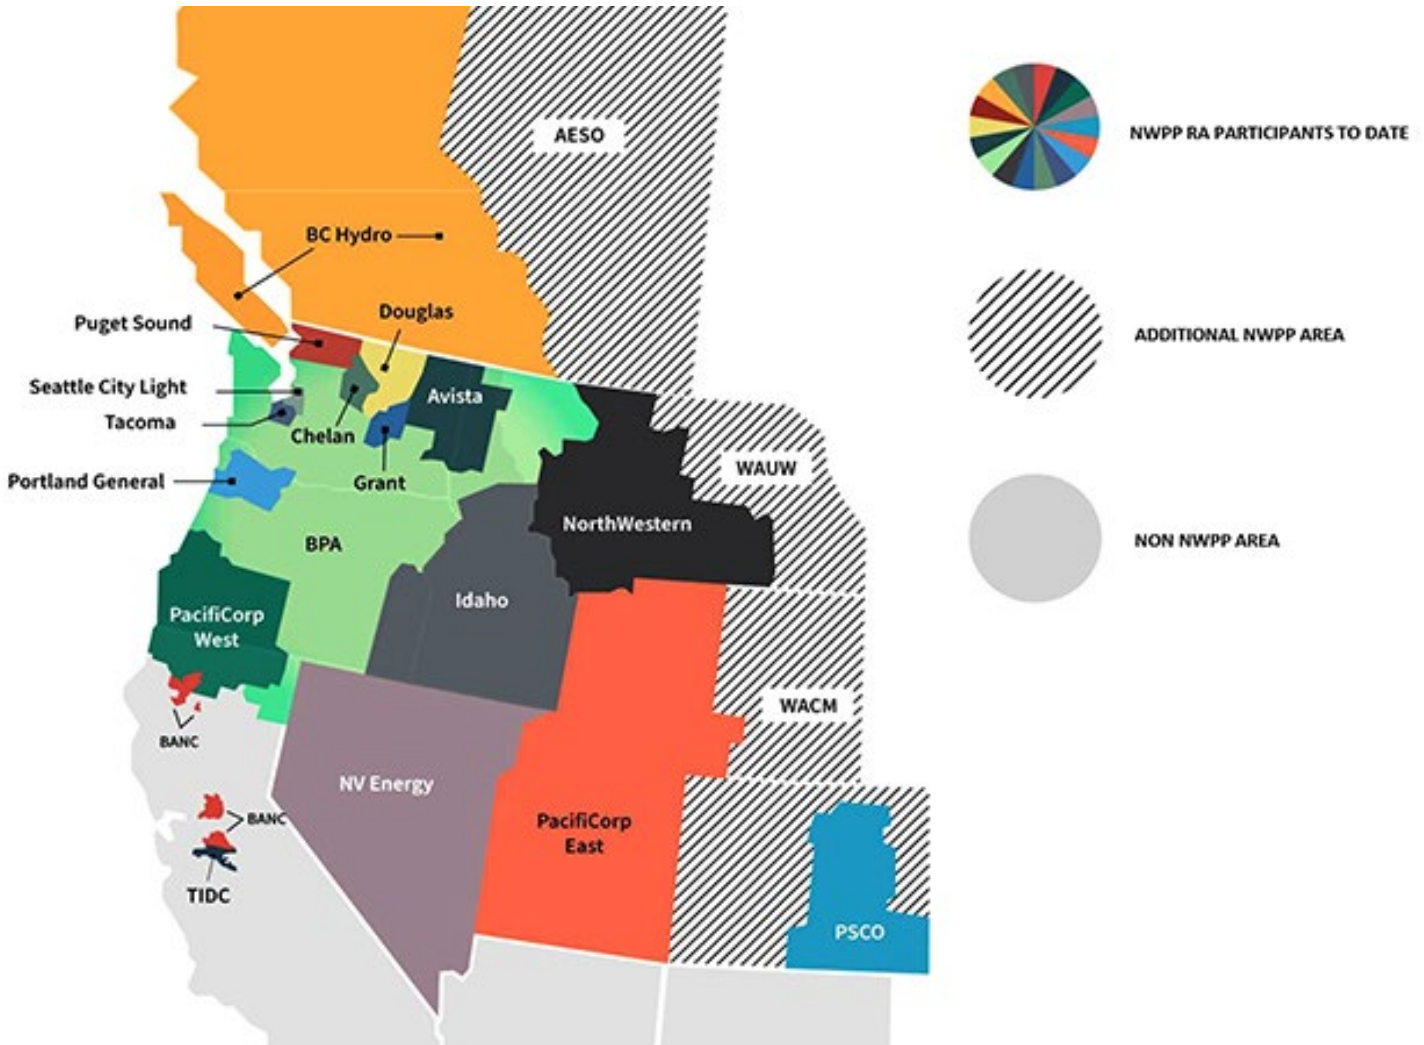 NWPP RA PARTICIPANTS TO DATE
AESO
BC Hydro
Douglas
Puget Sound
ADDITIONAL NWPP AREA
Seattle City Light
Avista
Tacoma
Chelan
WAUW
Portland General
Grant
NorthWestern
BPA
NON NWPP AREA
Idaho
PacifiCorp
West
WACM
BANC
NV Energy
BANC
PacifiCorp
East
TIDC
PSCO